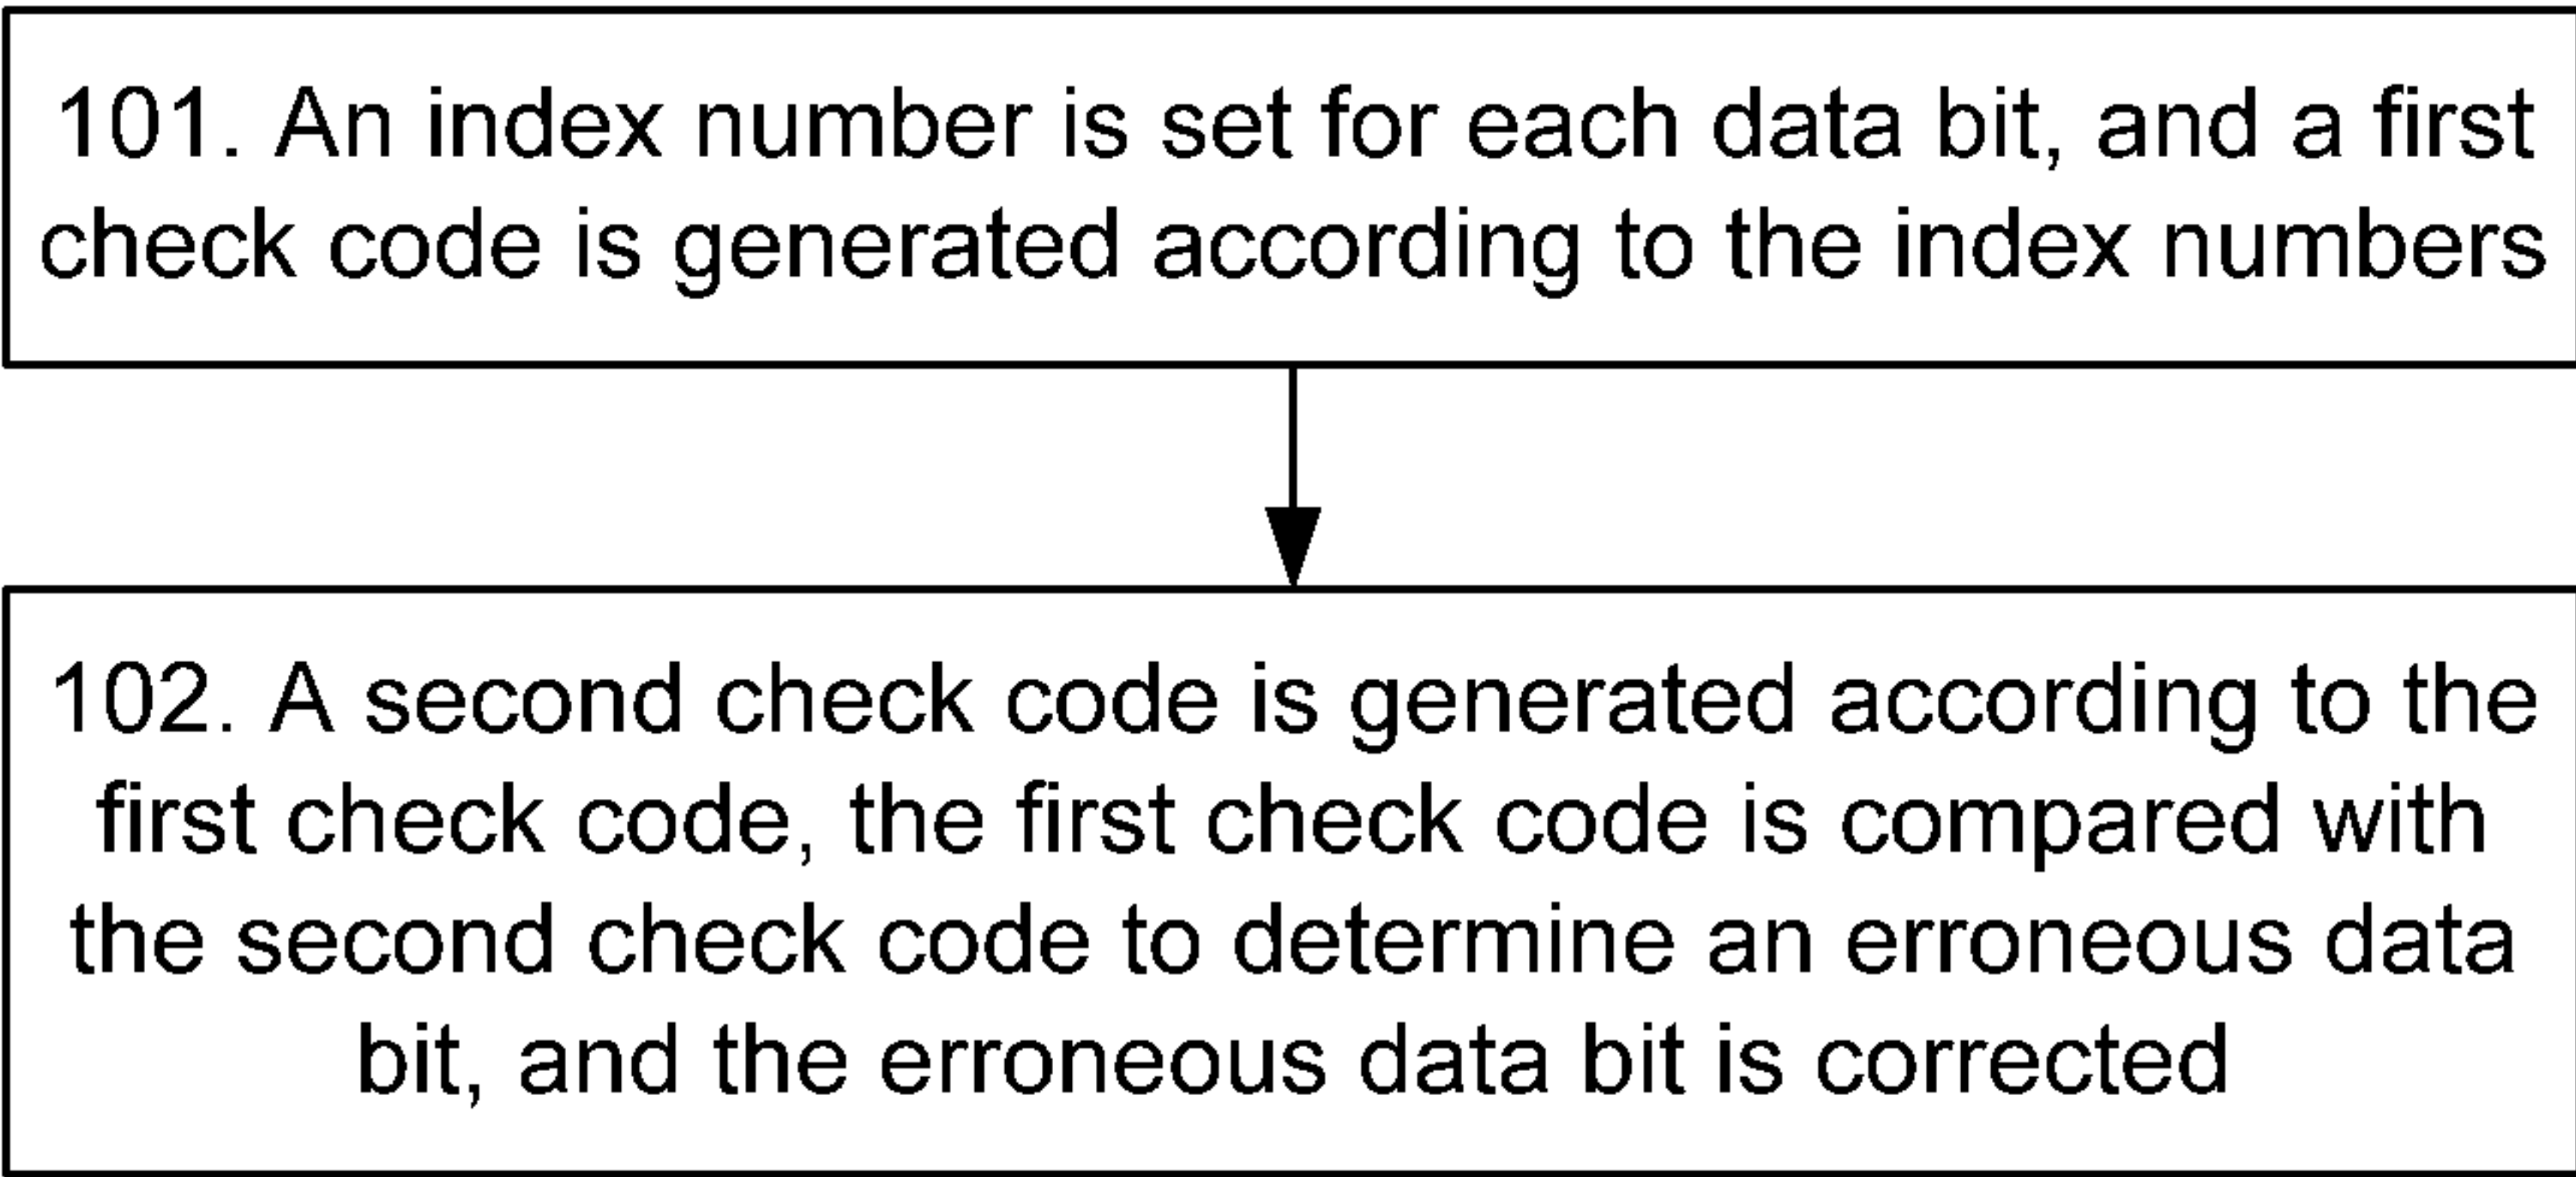 101. An index number is set for each data bit, and a first
check code is generated according to the index numbers
102. A second check code is generated according to the
first check code, the first check code is compared with
the second check code to determine an erroneous data
bit, and the erroneous data bit is corrected